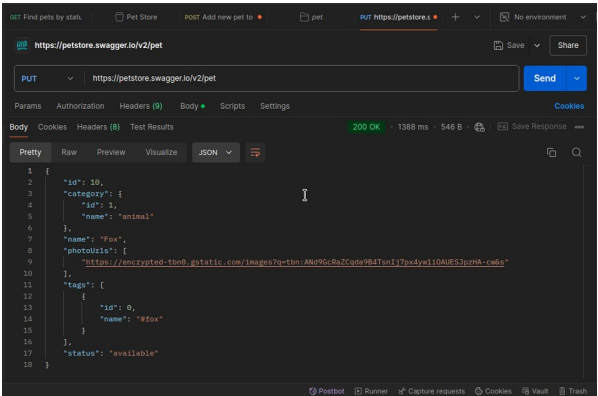 GET Find pets by statu
Pet Store
POST Add new pet to
pet
PUT https://petstore.s
No environment
https://petstore.swagger.io/v2/pet
Save
Share
PUT
https://petstore.swagger.io/v2/pet
Send
Params Authorization Headers (9) Body Scripts Settings Cookies
Body Cookies Headers (8) Test Results 200 OK 1388 ms 546 B Save Response
Pretty Raw Preview Visualize JSON
1 {
2 "id": 10,
3 "category": {
4 "id": 1,
5 "name": "animal"
6 },
7 "name": "Fox",
8 "photoUrls": [
9 "https://encrypted-tbn0.gstatic.com/images?q=tbn:ANd9GcRaZCqda9B4TsnIj7px4yw1iOAUESJpzHA-cw&s"
10 ],
11 "tags": [
12 {
13 "id": 0,
14 "name": "#fox"
15 }
16 ],
17 "status": "available"
18 }
Postbot Runner Capture requests Cookies Vault Trash